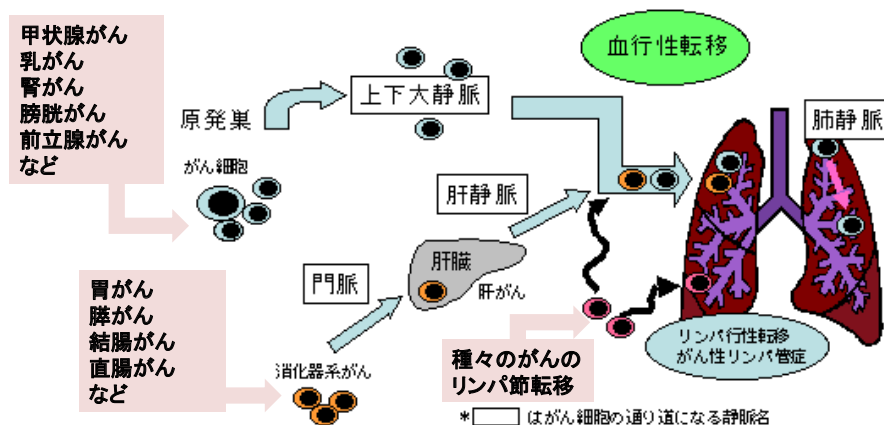 甲状腺がん
乳がん
腎がん
膀胱がん
前立腺がん
など
原発巣
がん細胞
上下大静脈
血行性転移
肺静脈
肝静脈
肝臓
肝がん
門脈
胃がん
膵がん
結腸がん
直腸がん
など
消化器系がん
種々のがんの
リンパ節転移
リンパ行性転移
がん性リンパ管症
*□はがん細胞の通り道になる静脈名